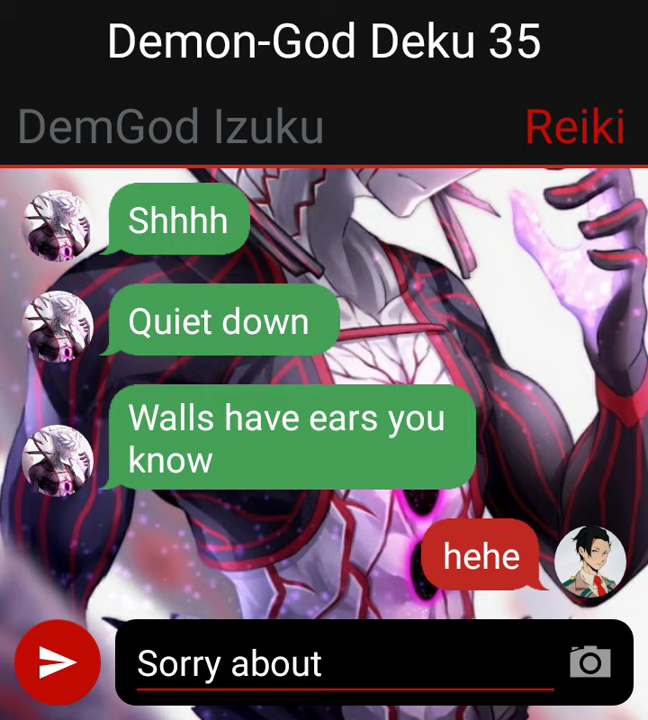 Demon-God Deku 35
DemGod Izuku
Reiki
Shhhh
Quiet down
Walls have ears you
know
hehe
Sorry about